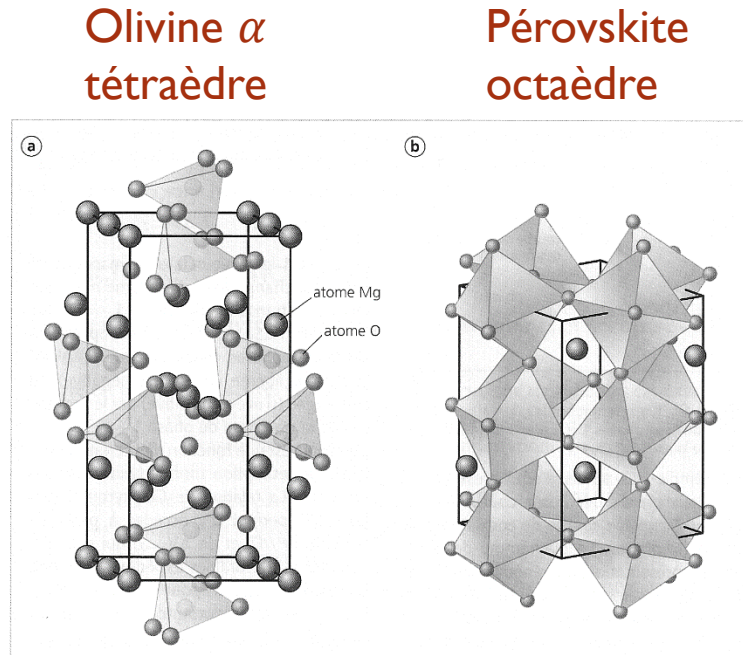 Olivine α
tétraèdre
Pérovskite
octaèdre
a
b
atome Mg
atome O